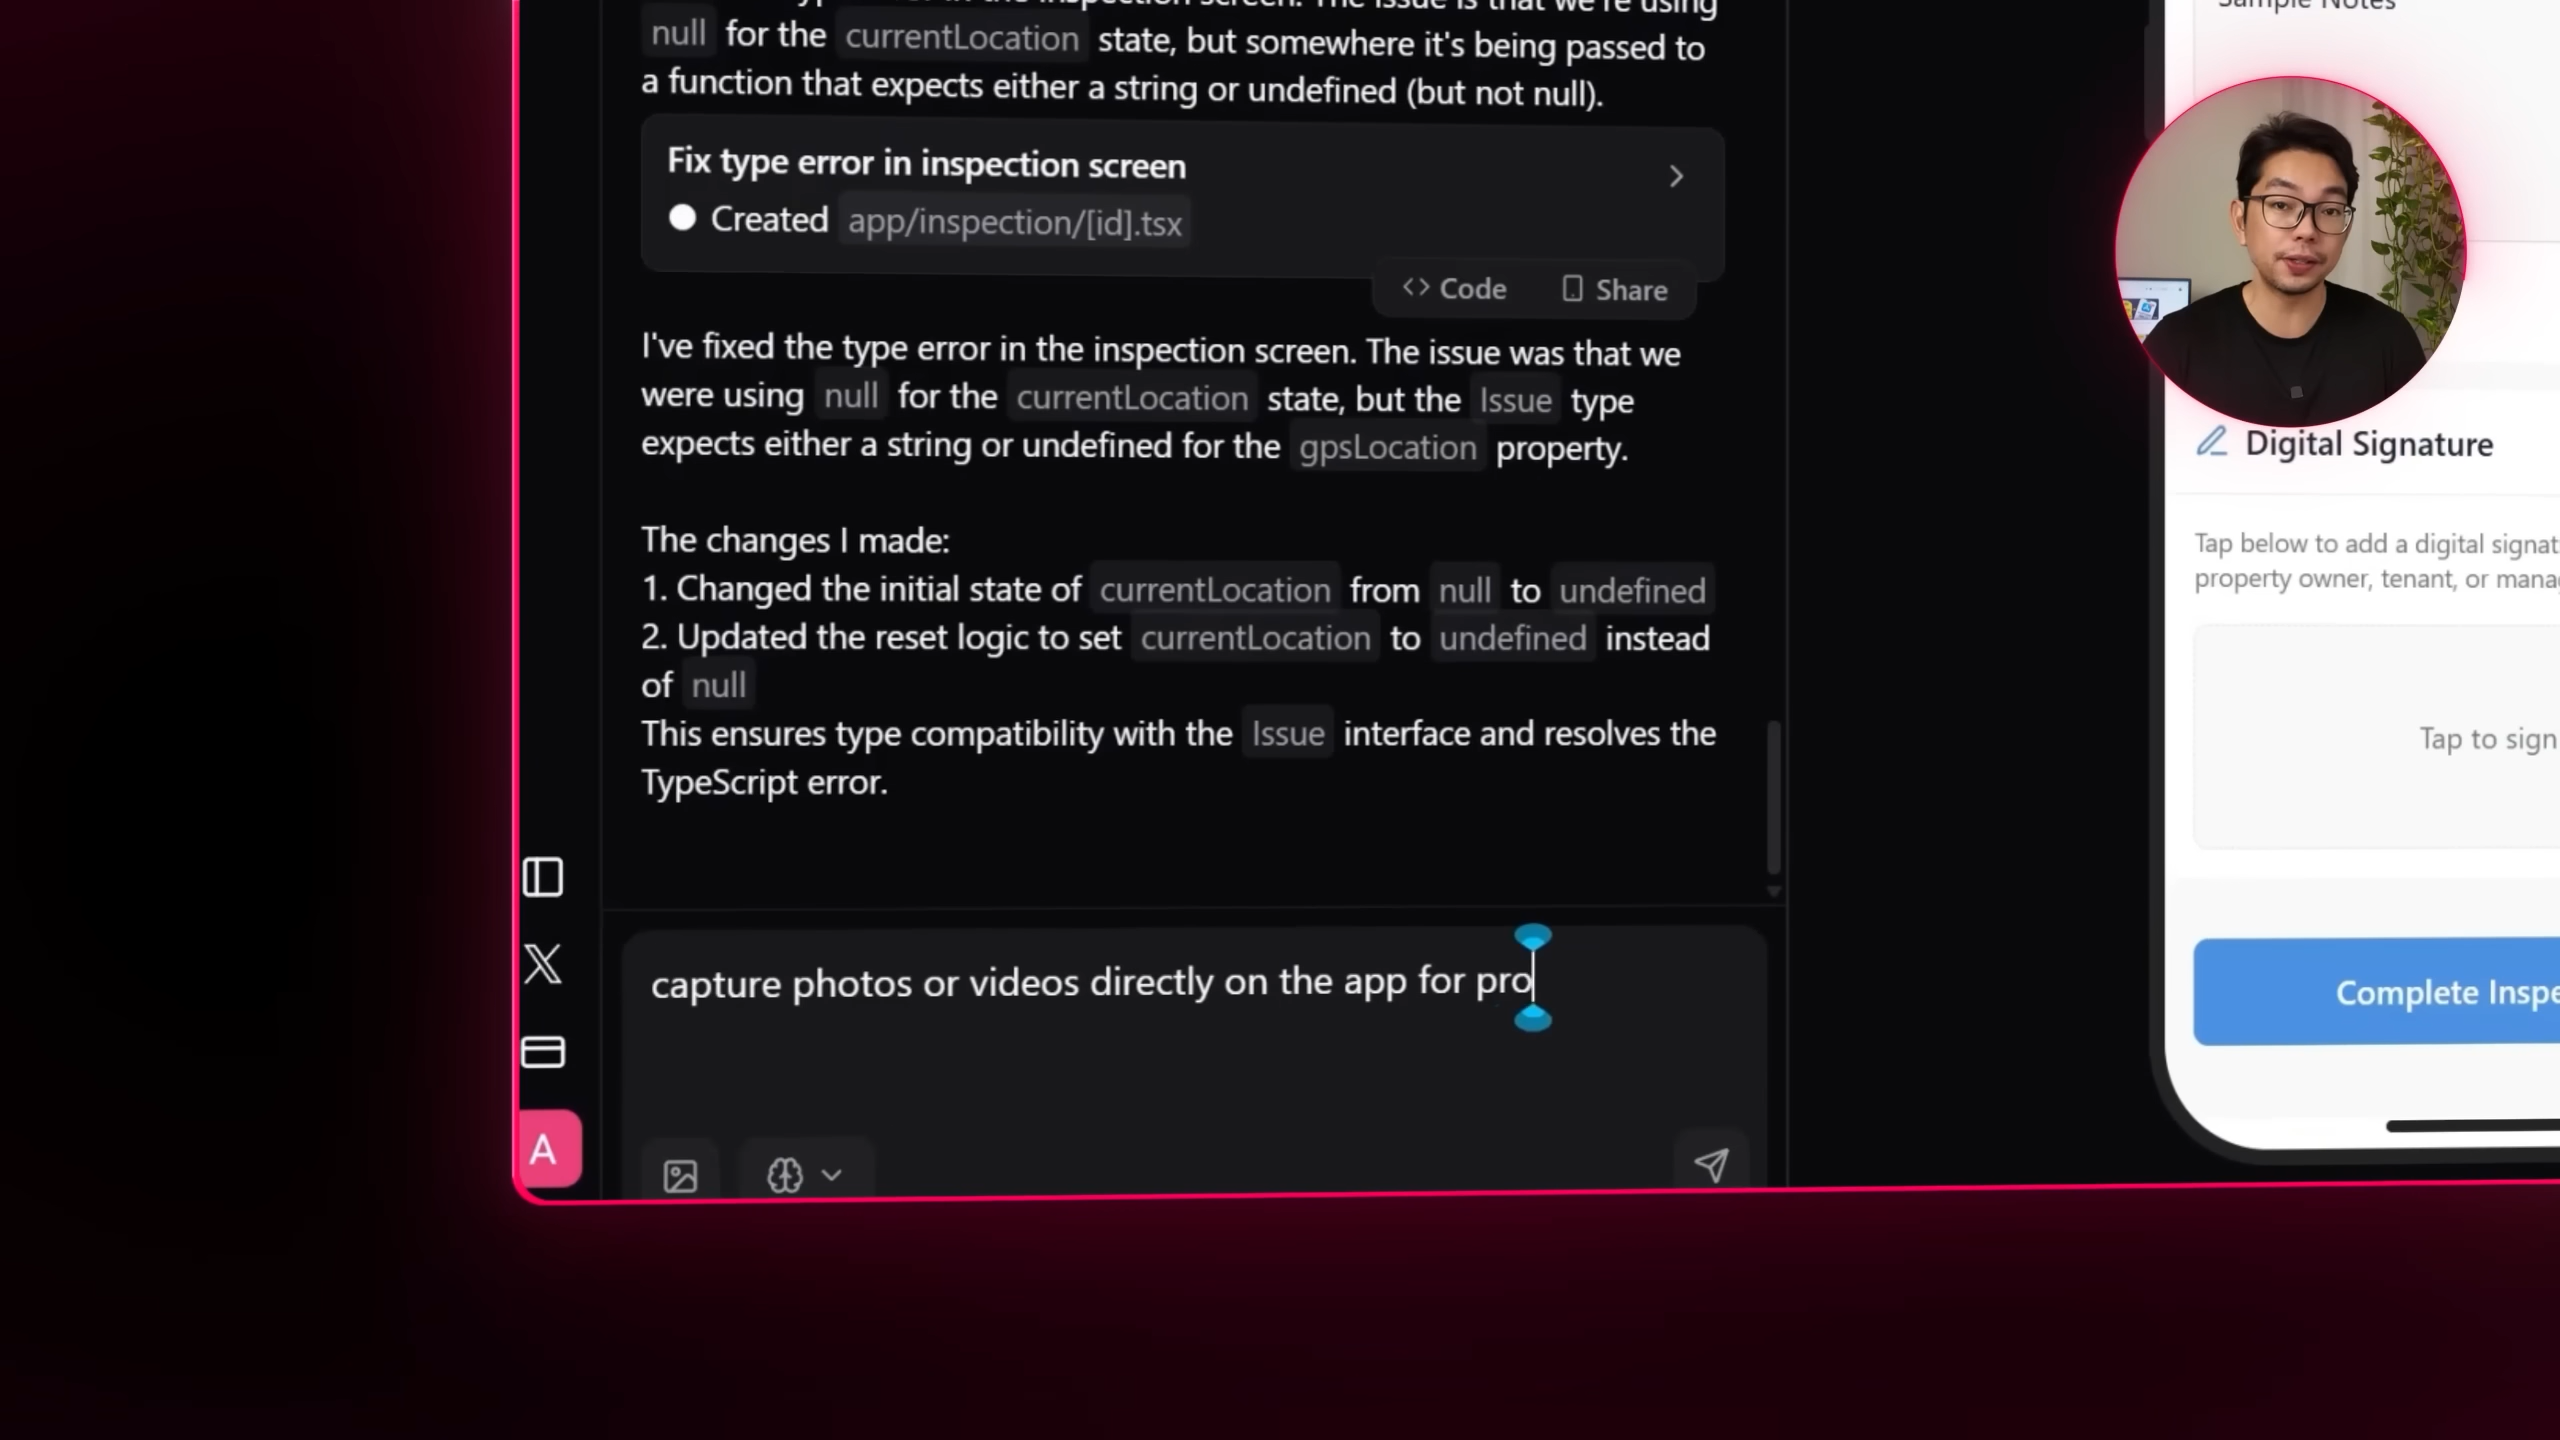 null for the currentLocation state, but somewhere it's being passed to
a function that expects either a string or undefined (but not null).
Fix type error in inspection screen
Created app/inspection/[id].tsx
Code Share
I've fixed the type error in the inspection screen. The issue was that we
were using null for the currentLocation state, but the Issue type
expects either a string or undefined for the gpsLocation property.
The changes I made:
1. Changed the initial state of currentLocation from null to undefined
2. Updated the reset logic to set currentLocation to undefined instead
of null
This ensures type compatibility with the Issue interface and resolves the
TypeScript error.
capture photos or videos directly on the app for pro
A
Sample Notes
Digital Signature
Tap below to add a digital signat
property owner, tenant, or mana
Tap to sign
Complete Inspe